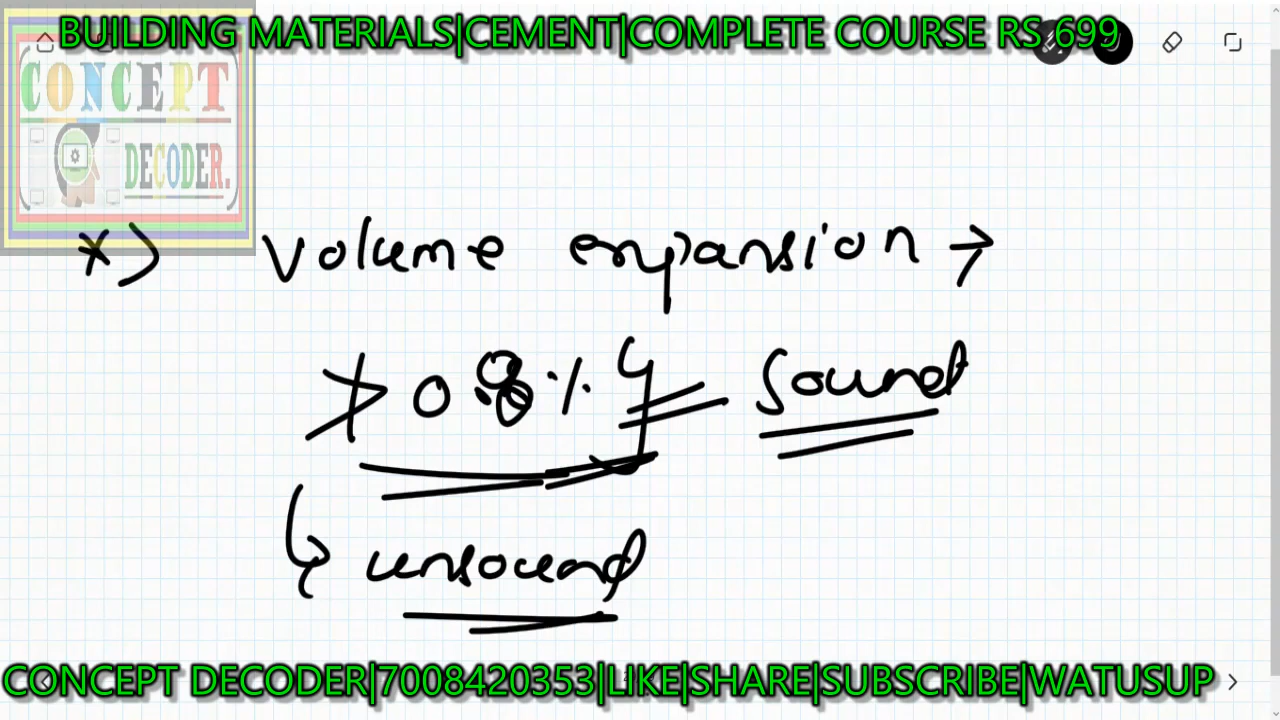 BUILDING MATERIALS|CEMENT|COMPLETE COURSE RS 699
CONCEPT
DECODER.
*) Volume expansion →
≯ 0.8% y sound
↳ unsound
CONCEPT DECODER|7008420353|LIKE|SHARE|SUBSCRIBE|WATUSUP